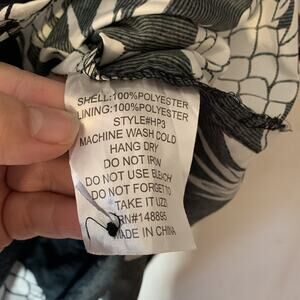 SHELL:100%POLYESTER
LINING:100%POLYESTER
STYLE#HP3
MACHINE WASH COLD
HANG DRY
DO NOT IRIN
DO NOT USE BLEACH
DO NOT FORGET TO
TAKE IT UZZI
RN#148895
MADE IN CHINA